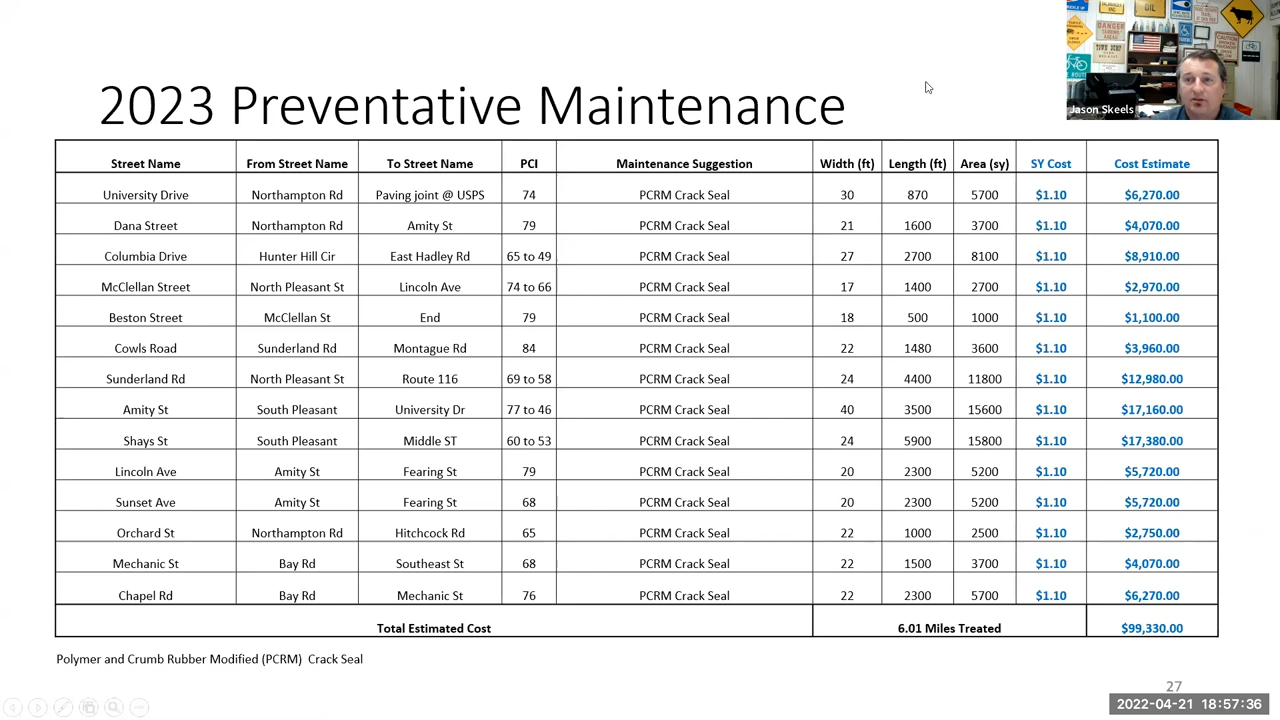 2023 Preventative Maintenance
Jason Skeels
OIL
DANGER
TOWN DUMP
CAUTION
Street Name From Street Name To Street Name PCI Maintenance Suggestion Width (ft) Length (ft) Area (sy) SY Cost Cost Estimate
University Drive Northampton Rd Paving joint @ USPS 74 PCRM Crack Seal 30 870 5700 $1.10 $6,270.00
Dana Street Northampton Rd Amity St 79 PCRM Crack Seal 21 1600 3700 $1.10 $4,070.00
Columbia Drive Hunter Hill Cir East Hadley Rd 65 to 49 PCRM Crack Seal 27 2700 8100 $1.10 $8,910.00
McClellan Street North Pleasant St Lincoln Ave 74 to 66 PCRM Crack Seal 17 1400 2700 $1.10 $2,970.00
Beston Street McClellan St End 79 PCRM Crack Seal 18 500 1000 $1.10 $1,100.00
Cowls Road Sunderland Rd Montague Rd 84 PCRM Crack Seal 22 1480 3600 $1.10 $3,960.00
Sunderland Rd North Pleasant St Route 116 69 to 58 PCRM Crack Seal 24 4400 11800 $1.10 $12,980.00
Amity St South Pleasant University Dr 77 to 46 PCRM Crack Seal 40 3500 15600 $1.10 $17,160.00
Shays St South Pleasant Middle ST 60 to 53 PCRM Crack Seal 24 5900 15800 $1.10 $17,380.00
Lincoln Ave Amity St Fearing St 79 PCRM Crack Seal 20 2300 5200 $1.10 $5,720.00
Sunset Ave Amity St Fearing St 68 PCRM Crack Seal 20 2300 5200 $1.10 $5,720.00
Orchard St Northampton Rd Hitchcock Rd 65 PCRM Crack Seal 22 1000 2500 $1.10 $2,750.00
Mechanic St Bay Rd Southeast St 68 PCRM Crack Seal 22 1500 3700 $1.10 $4,070.00
Chapel Rd Bay Rd Mechanic St 76 PCRM Crack Seal 22 2300 5700 $1.10 $6,270.00
Total Estimated Cost 6.01 Miles Treated $99,330.00
Polymer and Crumb Rubber Modified (PCRM) Crack Seal
27
2022-04-21 18:57:36